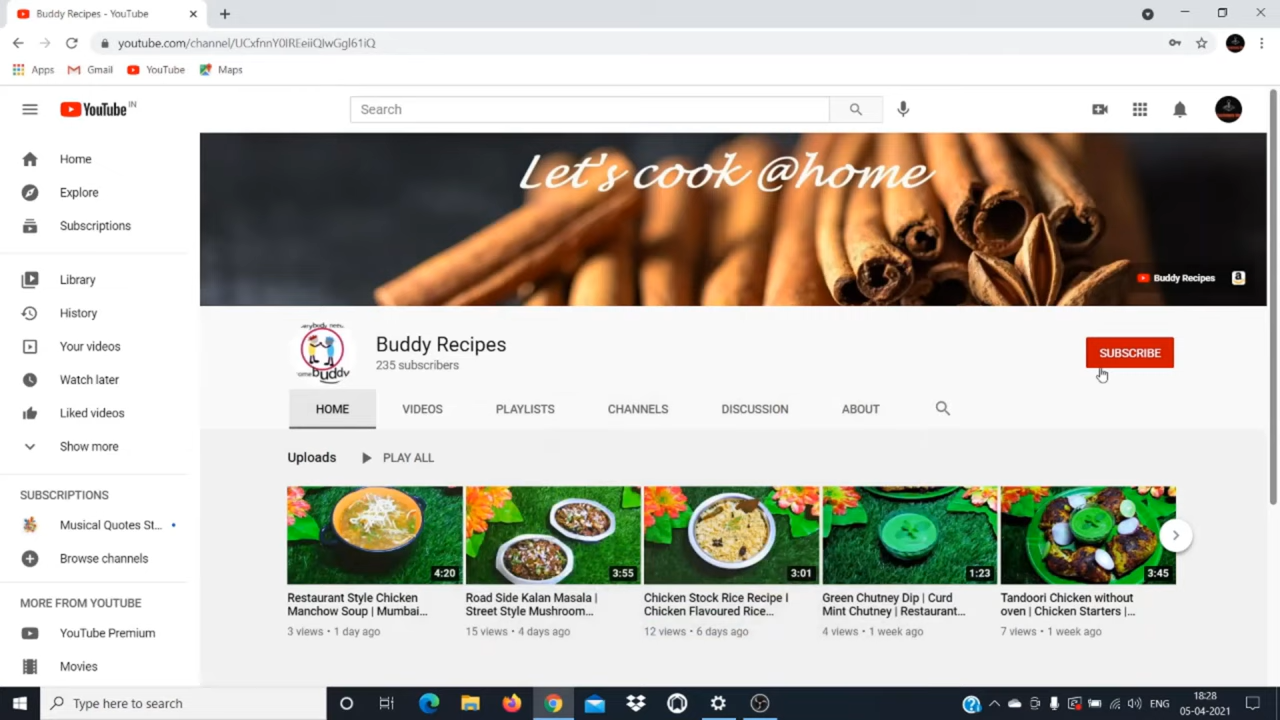 Buddy Recipes - YouTube
youtube.com/channel/UCxfnnY0IREeiiQIwGgl61iQ
Apps Gmail YouTube Maps
YouTube IN
Search
Let's cook @home
Buddy Recipes
Home
Explore
Subscriptions
Library
History
Your videos
Watch later
Liked videos
Show more
SUBSCRIPTIONS
Musical Quotes St...
Browse channels
MORE FROM YOUTUBE
YouTube Premium
Movies
buddy
Buddy Recipes
235 subscribers
SUBSCRIBE
HOME VIDEOS PLAYLISTS CHANNELS DISCUSSION ABOUT
Uploads PLAY ALL
4:20
Restaurant Style Chicken
Manchow Soup | Mumbai...
3 views • 1 day ago
3:55
Road Side Kalan Masala |
Street Style Mushroom...
15 views • 4 days ago
3:01
Chicken Stock Rice Recipe I
Chicken Flavoured Rice...
12 views • 6 days ago
1:23
Green Chutney Dip | Curd
Mint Chutney | Restaurant...
4 views • 1 week ago
3:45
Tandoori Chicken without
oven | Chicken Starters |...
7 views • 1 week ago
Type here to search
ENG
18:28
05-04-2021